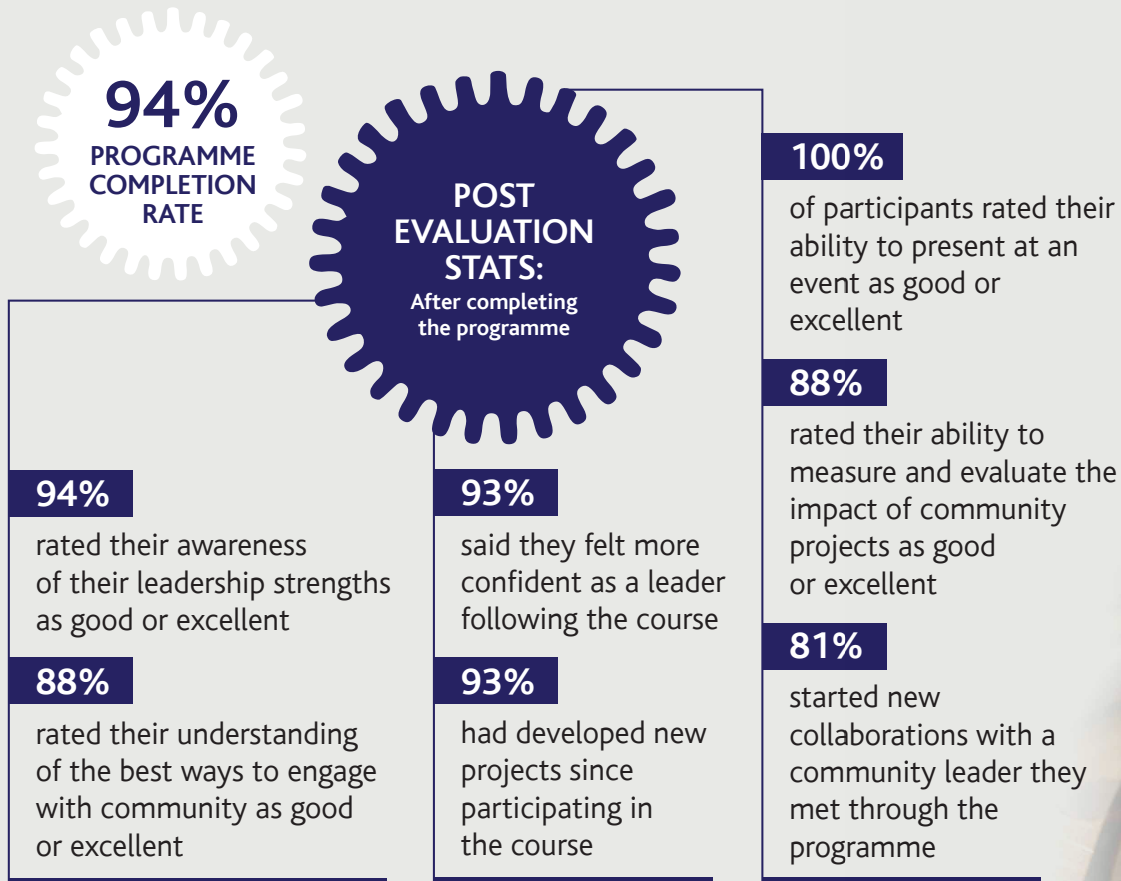 94%
PROGRAMME
COMPLETION
RATE
POST
EVALUATION
STATS:
After completing
the programme
94%
rated their awareness
of their leadership strengths
as good or excellent
88%
rated their understanding
of the best ways to engage
with community as good
or excellent
93%
said they felt more
confident as a leader
following the course
93%
had developed new
projects since
participating in
the course
100%
of participants rated their
ability to present at an
event as good or
excellent
88%
rated their ability to
measure and evaluate the
impact of community
projects as good
or excellent
81%
started new
collaborations with a
community leader they
met through the
programme